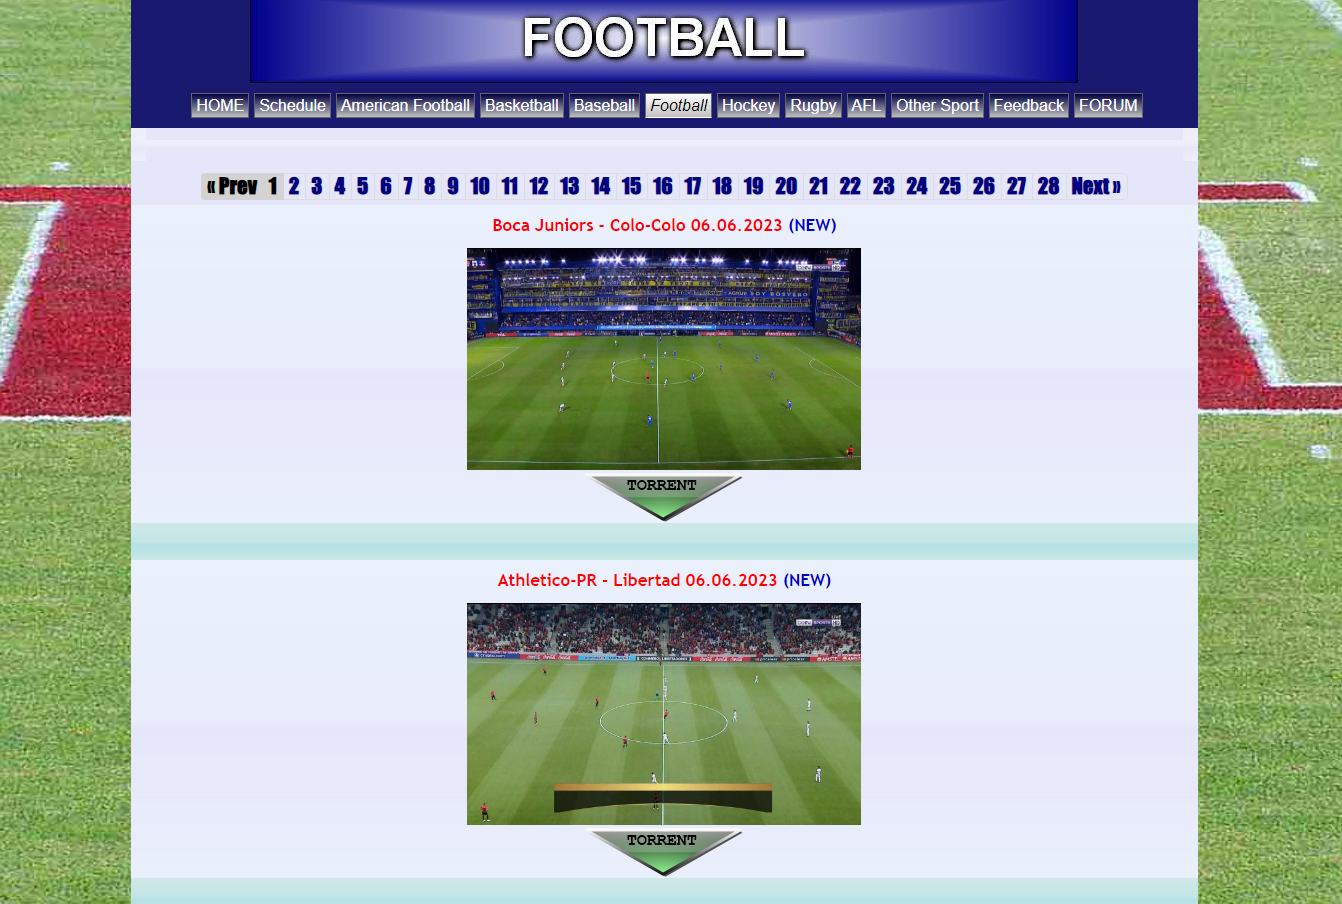 FOOTBALL
HOME Schedule American Football Basketball Baseball Football Hockey Rugby AFL Other Sport Feedback FORUM
« Prev 1 2 3 4 5 6 7 8 9 10 11 12 13 14 15 16 17 18 19 20 21 22 23 24 25 26 27 28 Next »
Boca Juniors - Colo-Colo 06.06.2023 (NEW)
TORRENT
Athletico-PR - Libertad 06.06.2023 (NEW)
TORRENT